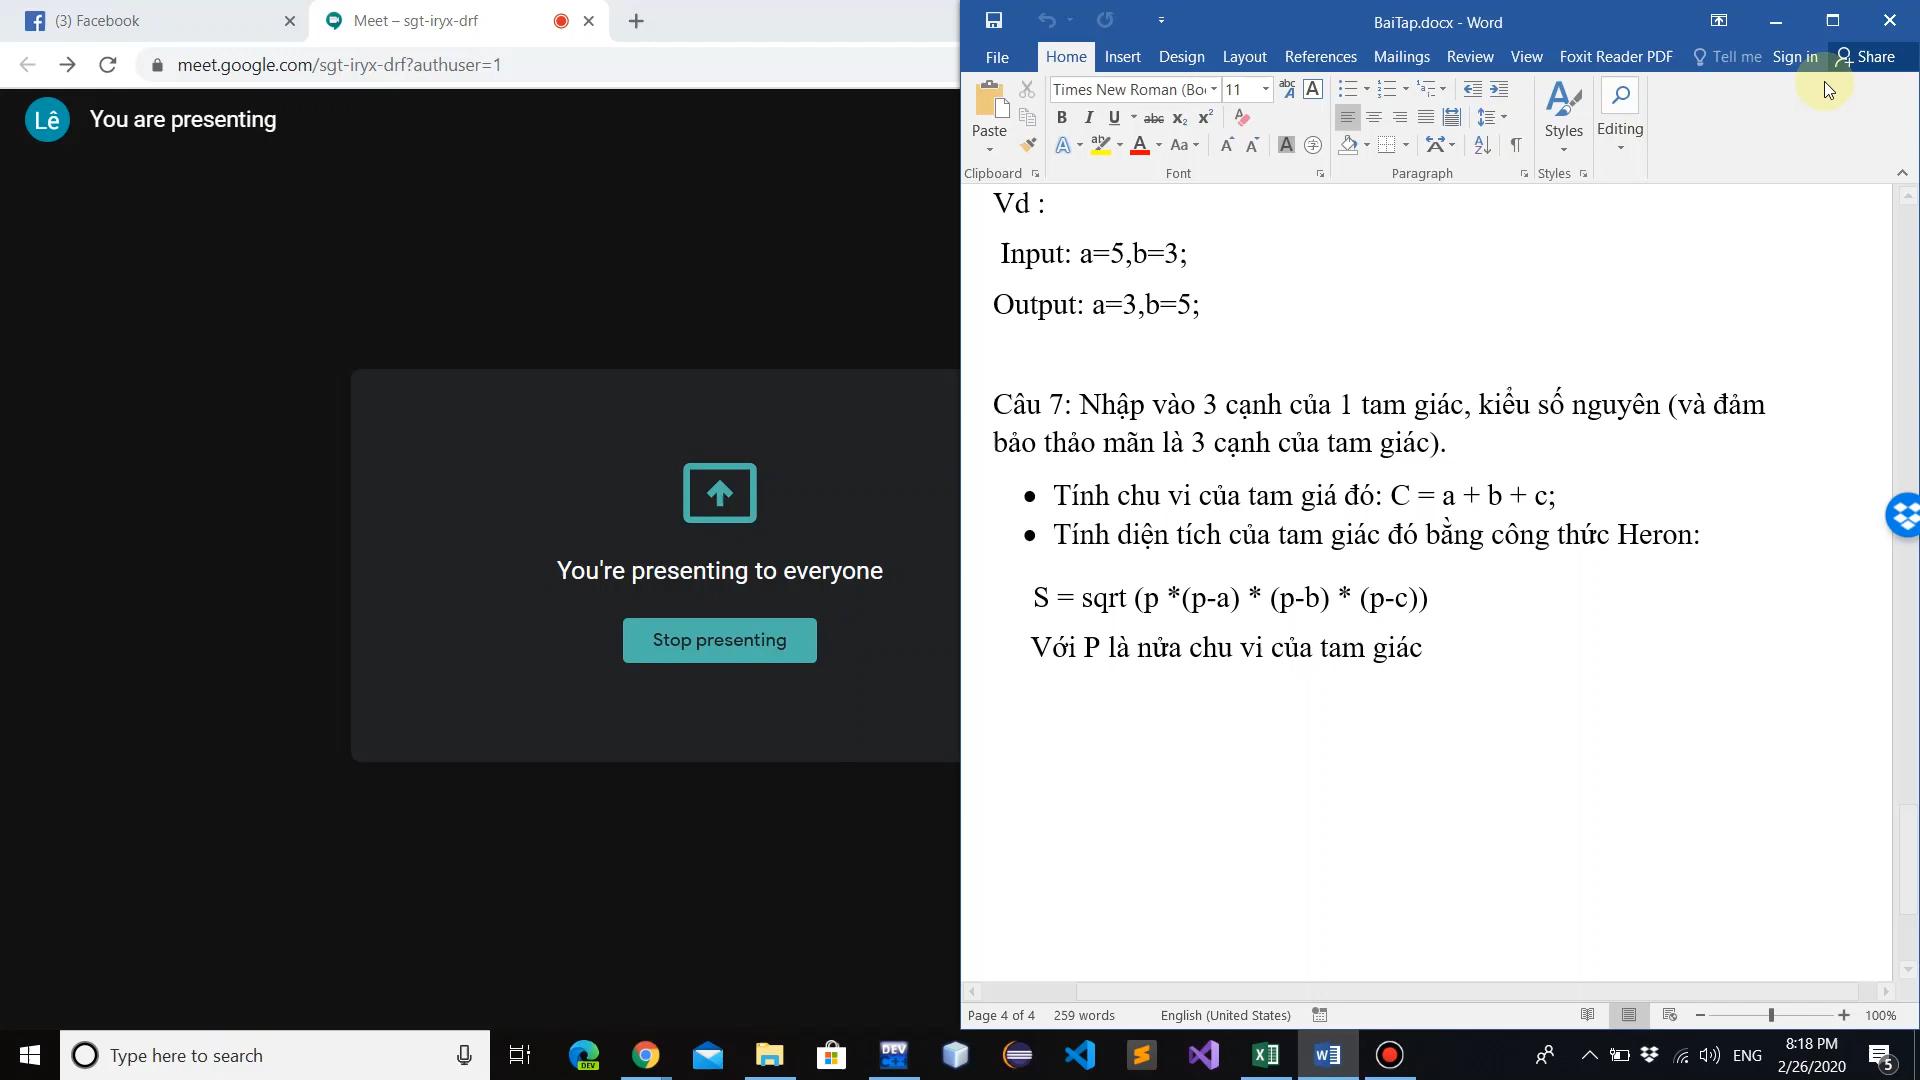 (3) Facebook
Meet – sgt-iryx-drf
meet.google.com/sgt-iryx-drf?authuser=1
Lê
You are presenting
You're presenting to everyone
Stop presenting
BaiTap.docx - Word
File Home Insert Design Layout References Mailings Review View Foxit Reader PDF Tell me Sign in Share
Times New Roman (Bo 11
Paste
Styles
Editing
Clipboard Font Paragraph Styles
Vd :
Input: a=5,b=3;
Output: a=3,b=5;
Câu 7: Nhập vào 3 cạnh của 1 tam giác, kiểu số nguyên (và đảm
bảo thảo mãn là 3 cạnh của tam giác).
• Tính chu vi của tam giá đó: C = a + b + c;
• Tính diện tích của tam giác đó bằng công thức Heron:
S = sqrt (p *(p-a) * (p-b) * (p-c))
Với P là nửa chu vi của tam giác
Page 4 of 4 259 words English (United States) 100%
Type here to search
DEV
DEV
ENG
8:18 PM
2/26/2020
5